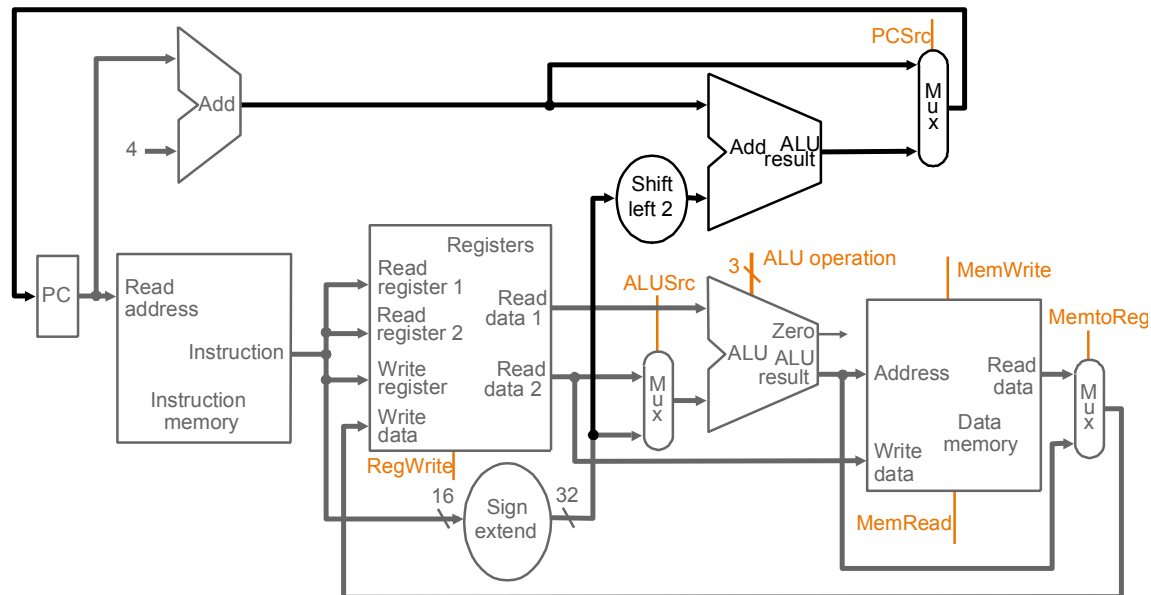 PCSrc
Add
4
Mux
Add
ALU
result
Shift
left 2
PC
Read
address
Instruction
Instruction
memory
Registers
Read
register 1
Read
register 2
Write
register
Write
data
Read
data 1
Read
data 2
RegWrite
16
Sign
extend
32
ALUSrc
Mux
3
ALU operation
Zero
ALU
ALU
result
MemWrite
Address
Read
data
Data
memory
Write
data
MemRead
MemtoReg
Mux